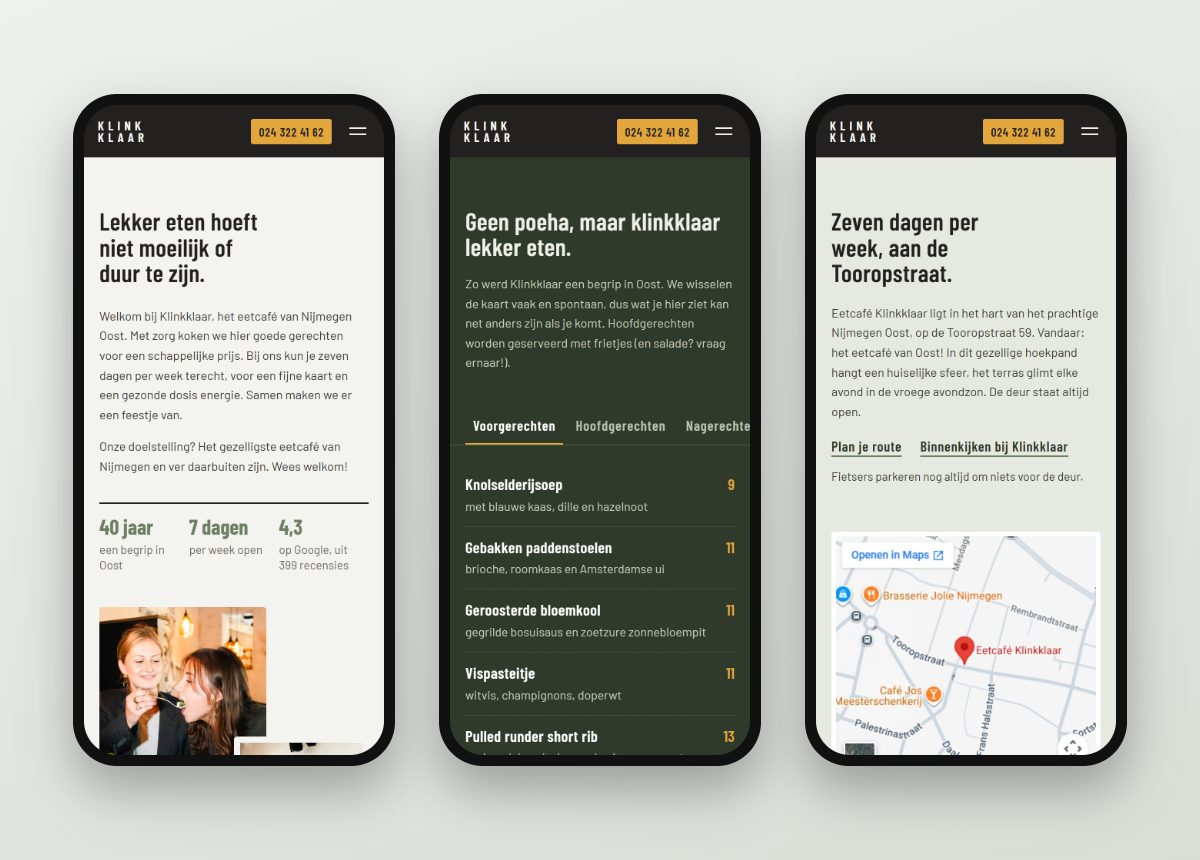 KLINK
KLAAR
024 322 41 62
Lekker eten hoeft
niet moeilijk of
duur te zijn.
Welkom bij Klinkklaar, het eetcafé van Nijmegen
Oost. Met zorg koken we hier goede gerechten
voor een schappelijke prijs. Bij ons kun je zeven
dagen per week terecht, voor een fijne kaart en
een gezonde dosis energie. Samen maken we er
een feestje van.
Onze doelstelling? Het gezelligste eetcafé van
Nijmegen en ver daarbuiten zijn. Wees welkom!
40 jaar
een begrip in
Oost
7 dagen
per week open
4,3
op Google, uit
399 recensies
KLINK
KLAAR
024 322 41 62
Geen poeha, maar klinkklaar
lekker eten.
Zo werd Klinkklaar een begrip in Oost. We wisselen
de kaart vaak en spontaan, dus wat je hier ziet kan
net anders zijn als je komt. Hoofdgerechten
worden geserveerd met frietjes (en salade? vraag
ernaar!).
Voorgerechten Hoofdgerechten Nagerechte
Knolselderijsoep 9
met blauwe kaas, dille en hazelnoot
Gebakken paddenstoelen 11
brioche, roomkaas en Amsterdamse ui
Geroosterde bloemkool 11
gegrilde bosuisaus en zoetzure zonnebloempit
Vispasteitje 11
witvis, champignons, doperwt
Pulled runder short rib 13
KLINK
KLAAR
024 322 41 62
Zeven dagen per
week, aan de
Tooropstraat.
Eetcafé Klinkklaar ligt in het hart van het prachtige
Nijmegen Oost, op de Tooropstraat 59. Vandaar:
het eetcafé van Oost! In dit gezellige hoekpand
hangt een huiselijke sfeer, het terras glimt elke
avond in de vroege avondzon. De deur staat altijd
open.
Plan je route Binnenkijken bij Klinkklaar
Fietsers parkeren nog altijd om niets voor de deur.
Openen in Maps
Mesdags
Brasserie Jolie Nijmegen
Rembrandtstraat
Tooropstraat
Eetcafé Klinkklaar
Café Jos
Meesterschenkerij
Frans Halsstraat
Palestrinastraat
Daal
Forts